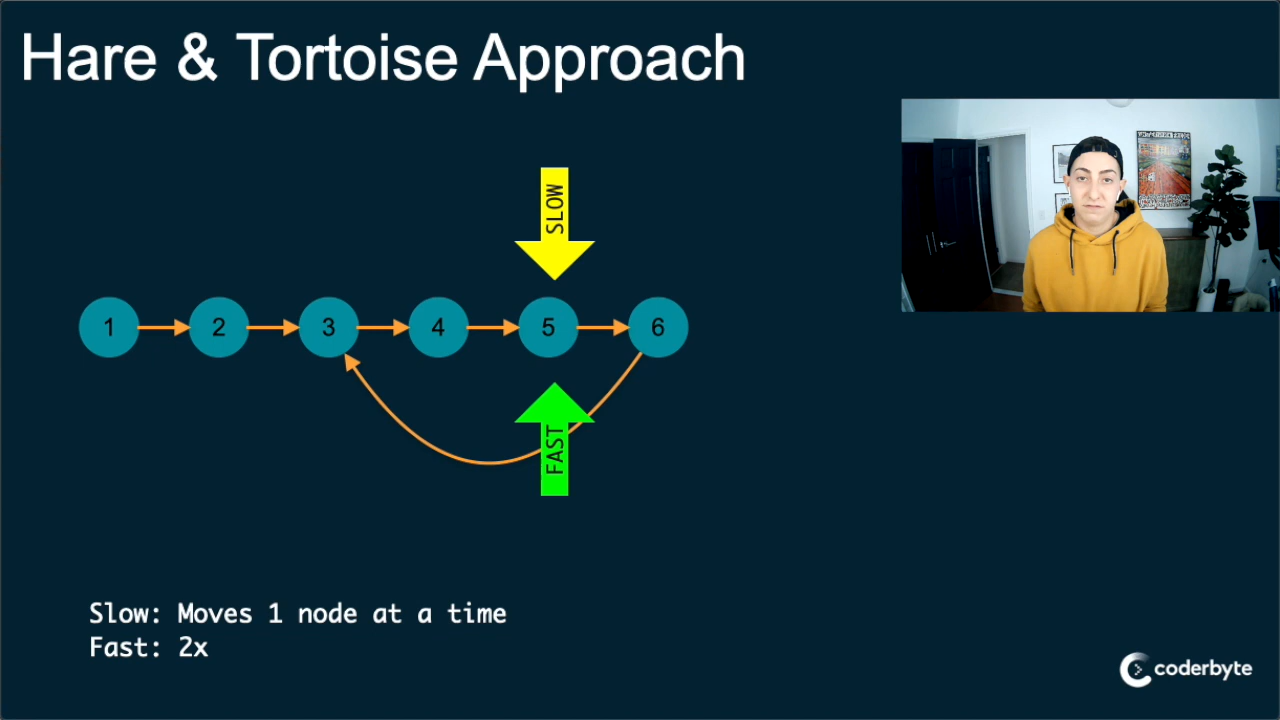 Hare & Tortoise Approach
SLOW
1
2
3
4
5
6
FAST
Slow: Moves 1 node at a time
Fast: 2x
coderbyte